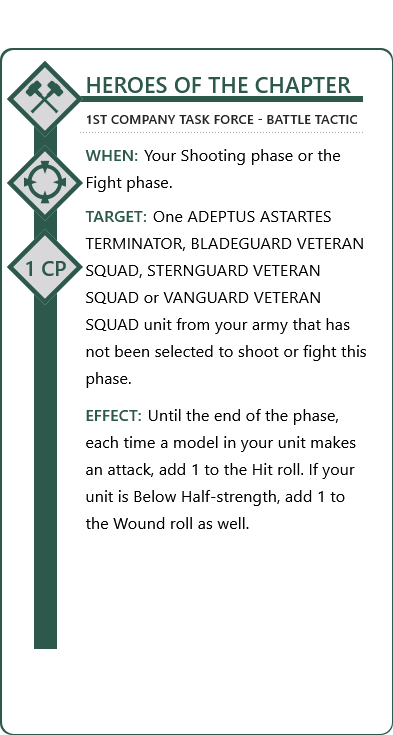 HEROES OF THE CHAPTER
1ST COMPANY TASK FORCE - BATTLE TACTIC
WHEN: Your Shooting phase or the
Fight phase.
TARGET: One ADEPTUS ASTARTES
TERMINATOR, BLADEGUARD VETERAN
SQUAD, STERNGUARD VETERAN
SQUAD or VANGUARD VETERAN
SQUAD unit from your army that has
not been selected to shoot or fight this
phase.
1 CP
EFFECT: Until the end of the phase,
each time a model in your unit makes
an attack, add 1 to the Hit roll. If your
unit is Below Half-strength, add 1 to
the Wound roll as well.